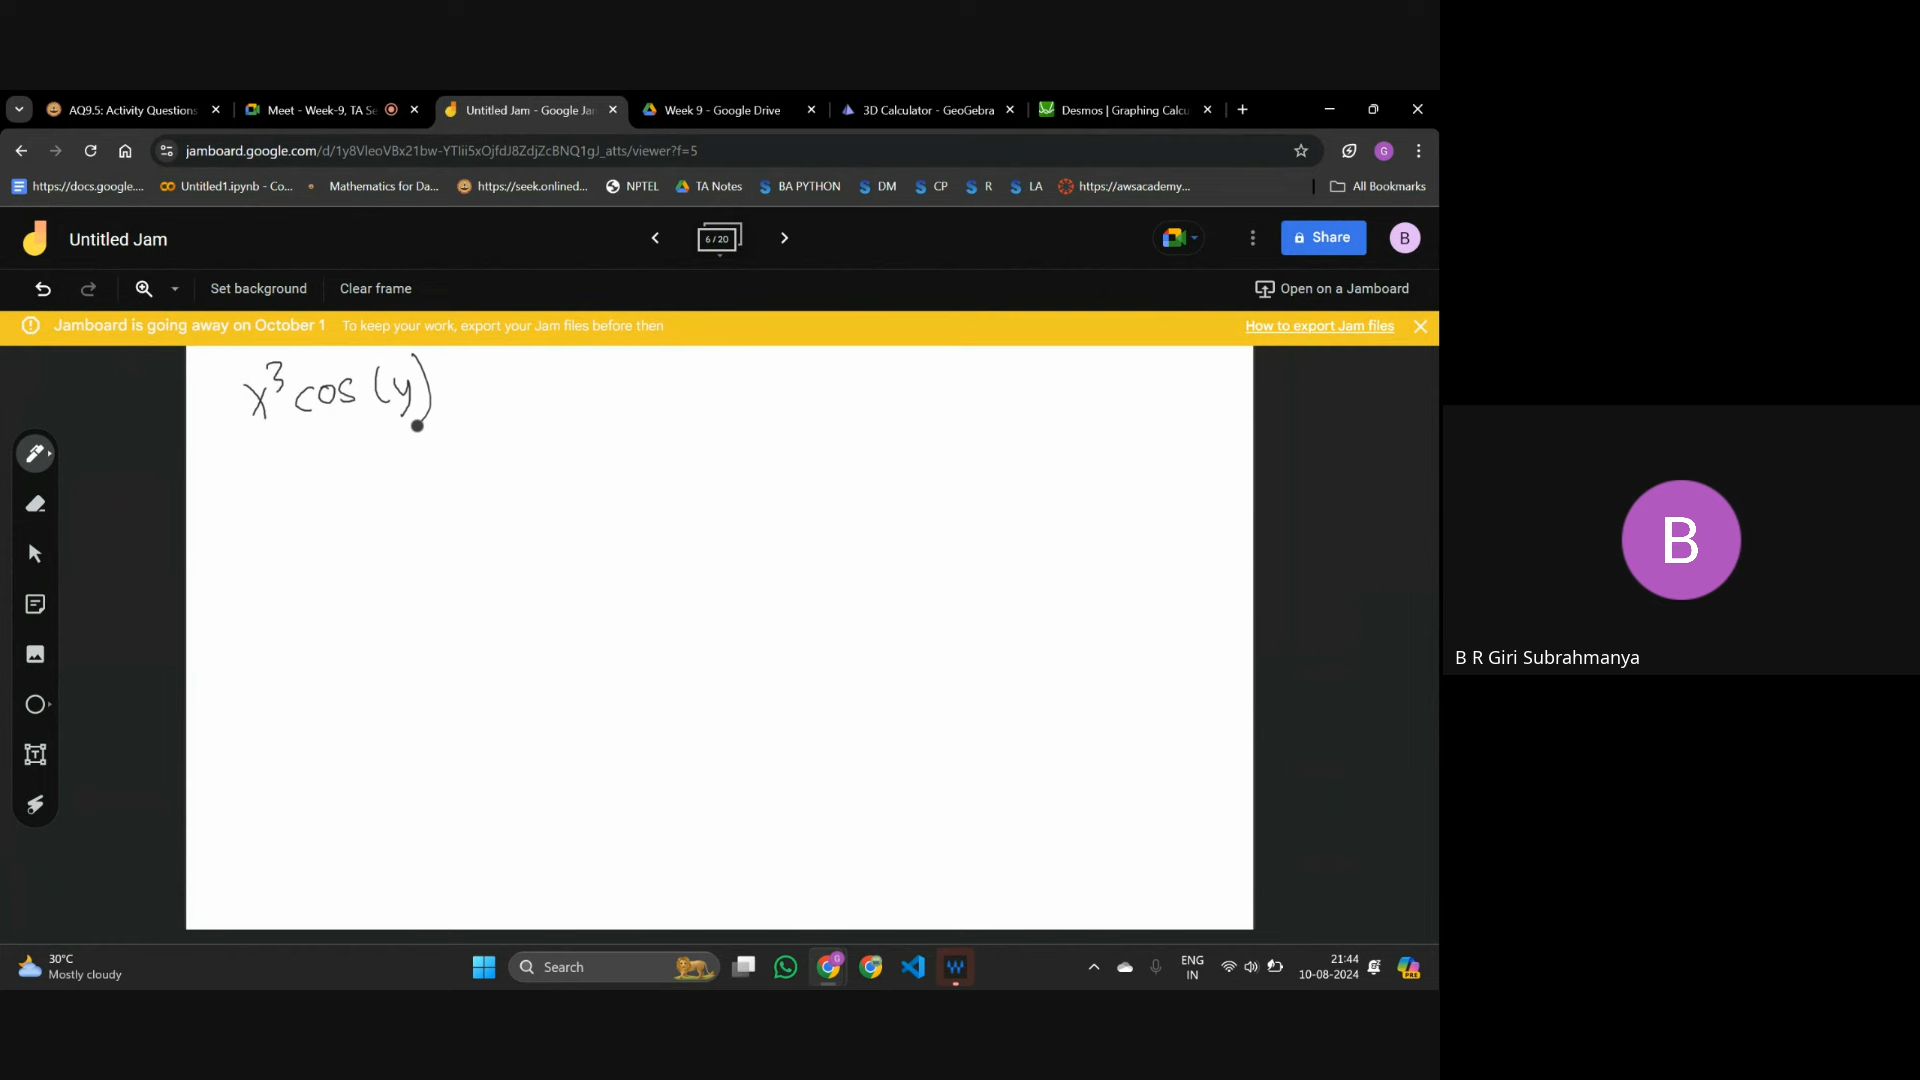 AQ9.5: Activity Questions
Meet - Week-9, TA Se
Untitled Jam - Google Ja
Week 9 - Google Drive
3D Calculator - GeoGebra
Desmos | Graphing Calcu
jamboard.google.com/d/1y8VleoVBx21bw-YTIii5xOjfdJ8ZdjZcBNQ1gJ_atts/viewer?f=5
G
https://docs.google....
Untitled1.ipynb - Co...
Mathematics for Da...
https://seek.onlined...
NPTEL
TA Notes
BA PYTHON
DM
CP
R
LA
https://awsacademy...
All Bookmarks
Untitled Jam
6 / 20
Share
B
Set background
Clear frame
Open on a Jamboard
Jamboard is going away on October 1 To keep your work, export your Jam files before then
How to export Jam files
x³ cos (y)
B
B R Giri Subrahmanya
30°C
Mostly cloudy
Search
ENG
IN
21:44
10-08-2024
PRE